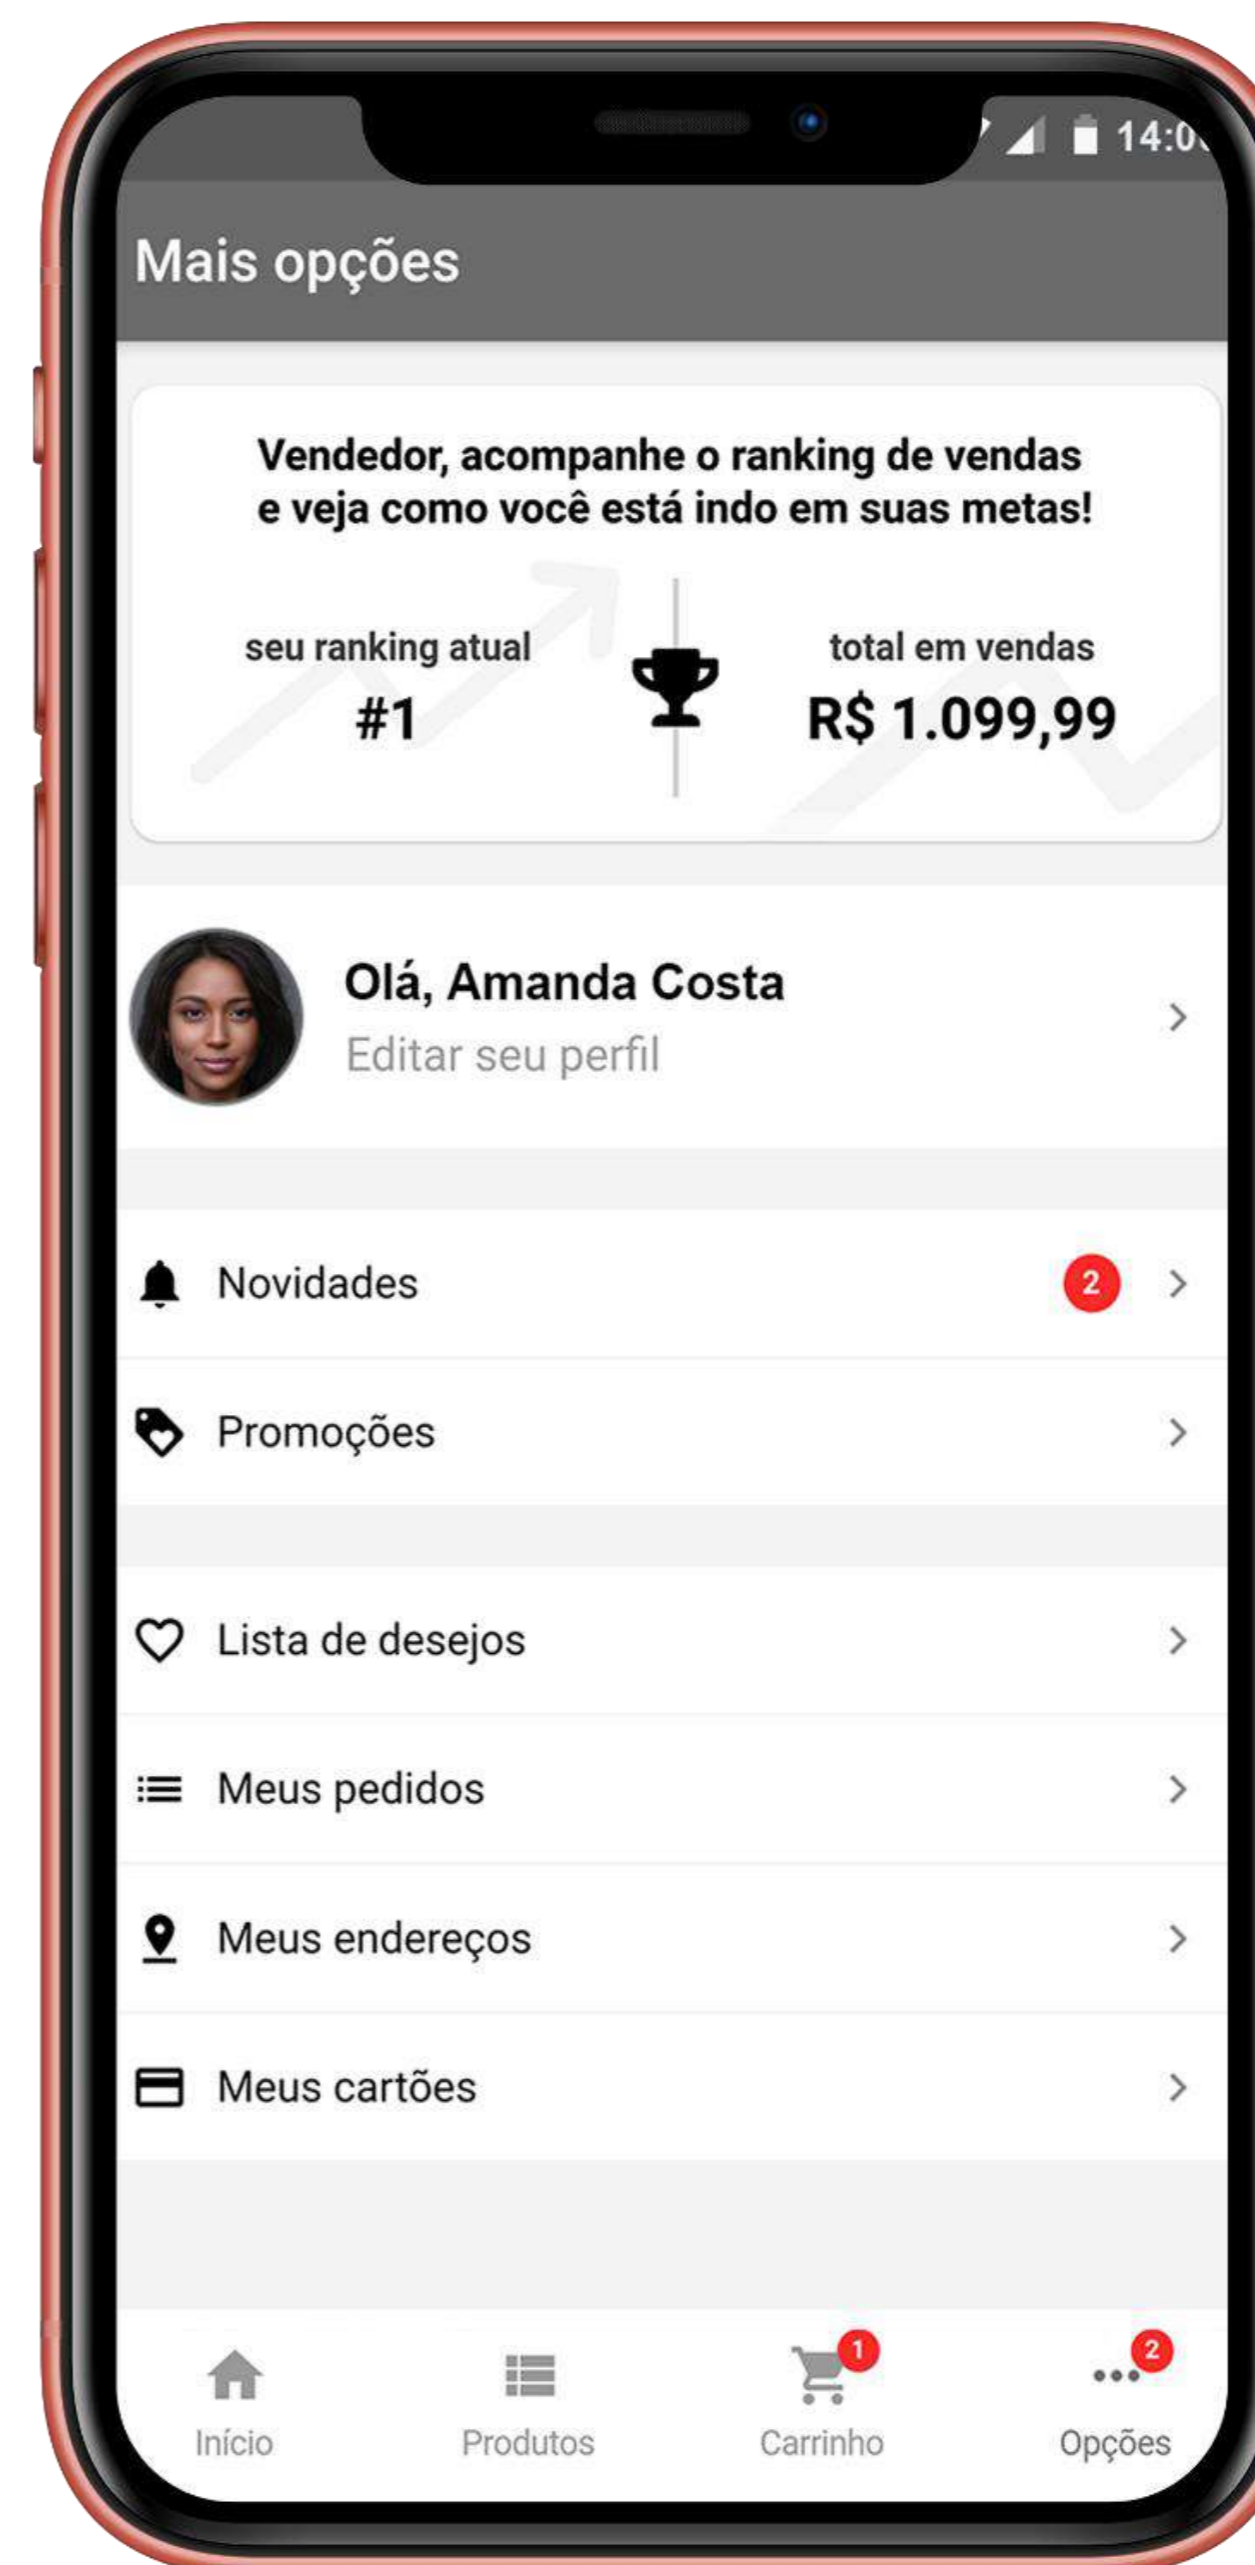 Mais opções
Vendedor, acompanhe o ranking de vendas
e veja como você está indo em suas metas!
seu ranking atual
#1
total em vendas
R$ 1.099,99
Olá, Amanda Costa
Editar seu perfil
Novidades
2
Promoções
Lista de desejos
Meus pedidos
Meus endereços
Meus cartões
1
2
Início
Produtos
Carrinho
Opções